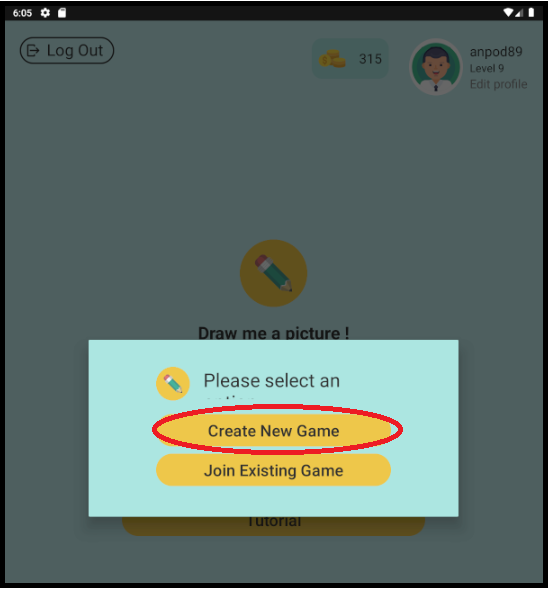 6:05
Log Out
315
anpod89
Level 9
Edit profile
Draw me a picture !
Please select an
Create New Game
Join Existing Game
Tutorial